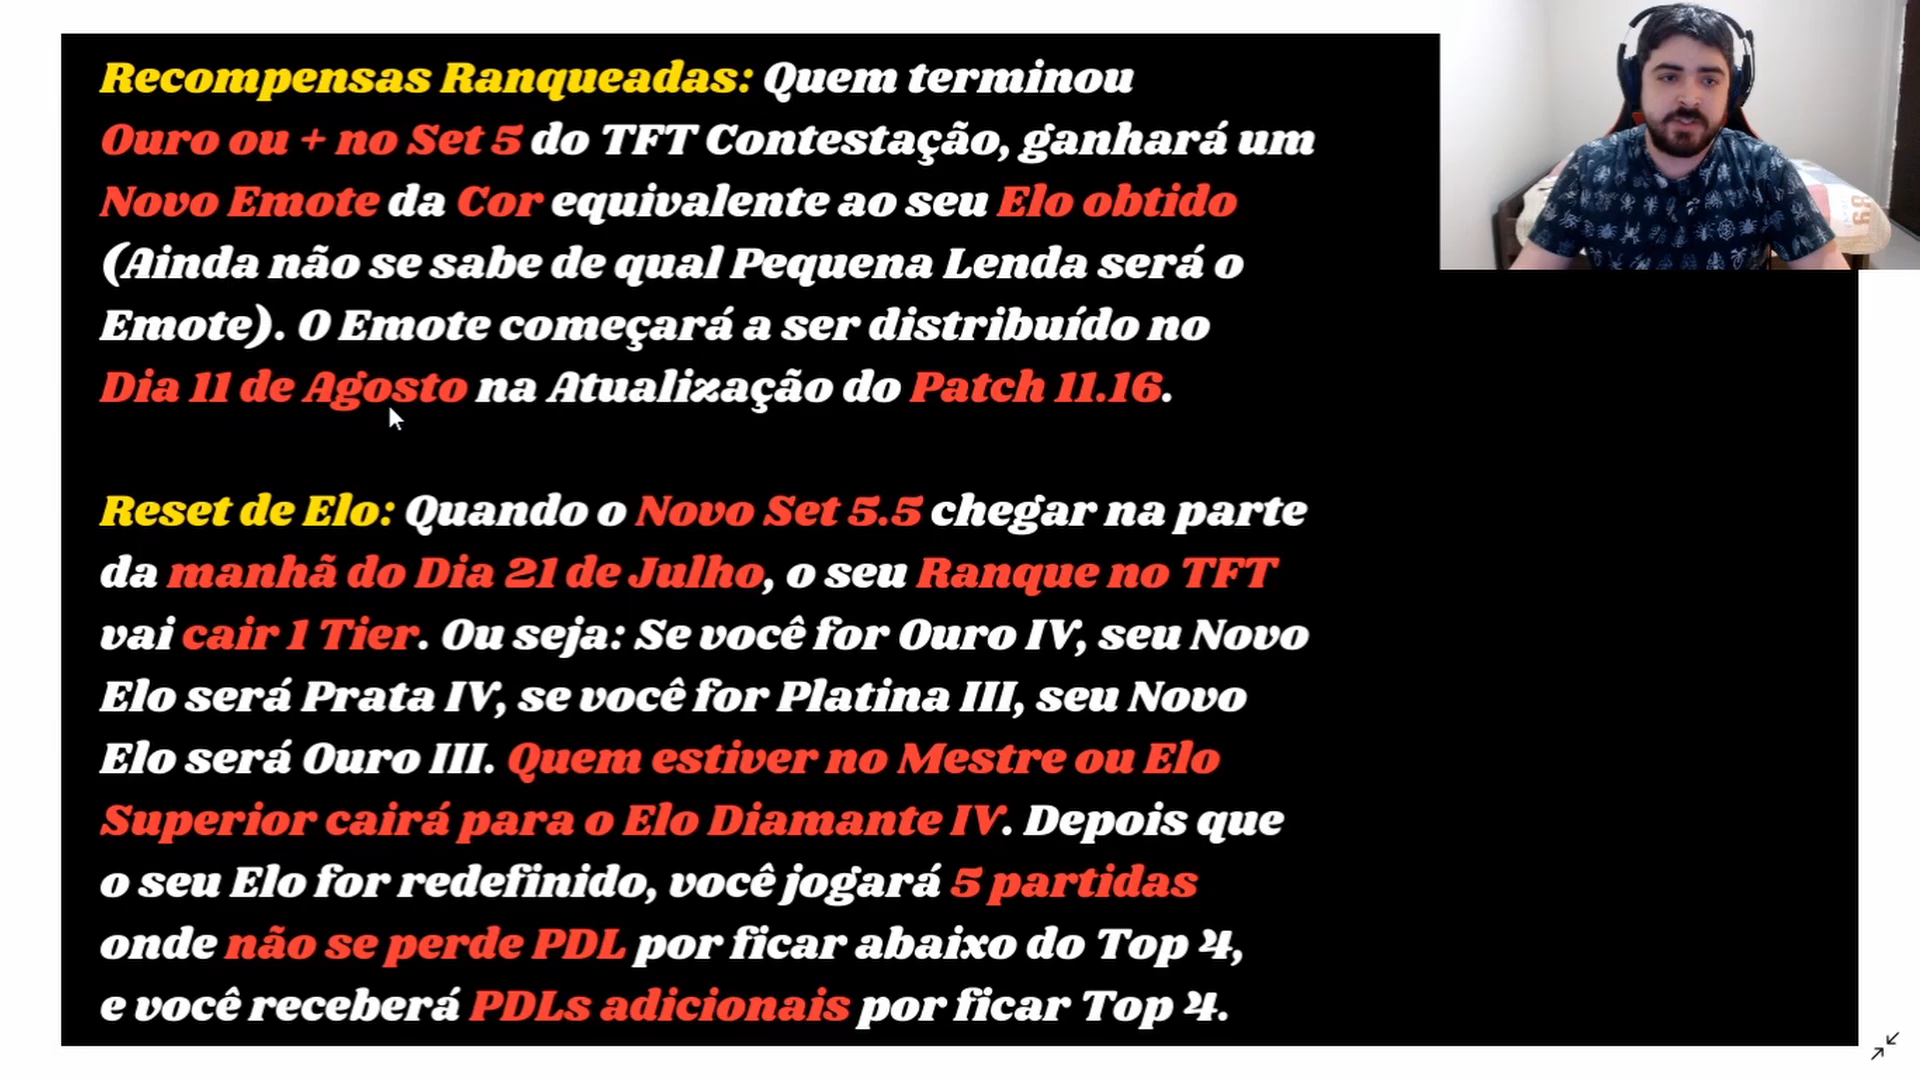 Recompensas Ranqueadas: Quem terminou
Ouro ou + no Set 5 do TFT Contestação, ganhará um
Novo Emote da Cor equivalente ao seu Elo obtido
(Ainda não se sabe de qual Pequena Lenda será o
Emote). O Emote começará a ser distribuído no
Dia 11 de Agosto na Atualização do Patch 11.16.
Reset de Elo: Quando o Novo Set 5.5 chegar na parte
da manhã do Dia 21 de Julho, o seu Ranque no TFT
vai cair 1 Tier. Ou seja: Se você for Ouro IV, seu Novo
Elo será Prata IV, se você for Platina III, seu Novo
Elo será Ouro III. Quem estiver no Mestre ou Elo
Superior cairá para o Elo Diamante IV. Depois que
o seu Elo for redefinido, você jogará 5 partidas
onde não se perde PDL por ficar abaixo do Top 4,
e você receberá PDLs adicionais por ficar Top 4.